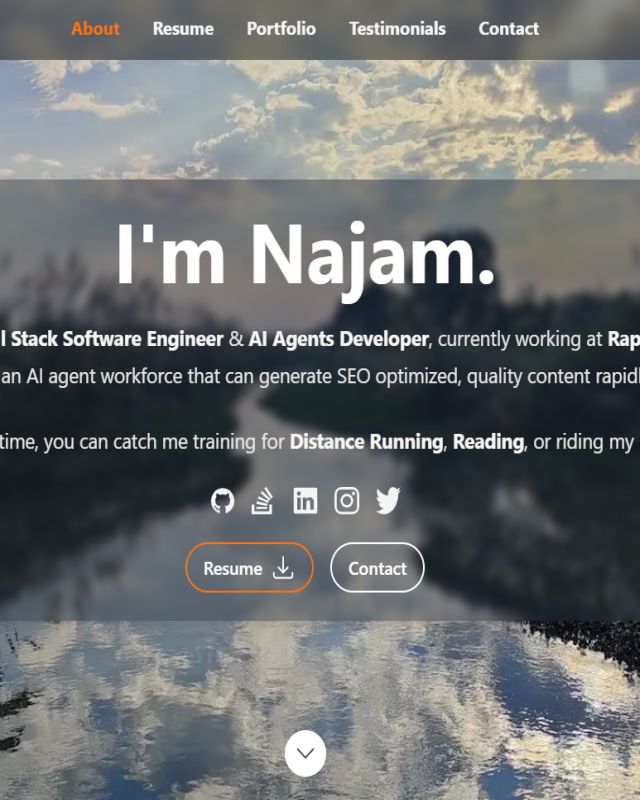 About Resume Portfolio Testimonials Contact
I'm Najam.
Stack Software Engineer & AI Agents Developer, currently working at
an AI agent workforce that can generate SEO optimized, quality content
time, you can catch me training for Distance Running, Reading, or riding my
in
Resume Contact